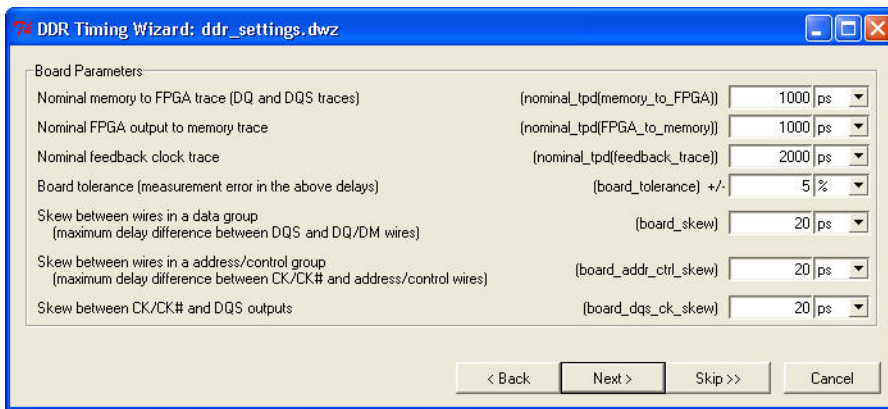 DDR Timing Wizard: ddr_settings.dwz
Board Parameters
Nominal memory to FPGA trace (DQ and DQS traces) (nominal_tpd(memory_to_FPGA)) 1000 ps
Nominal FPGA output to memory trace (nominal_tpd(FPGA_to_memory)) 1000 ps
Nominal feedback clock trace (nominal_tpd(feedback_trace)) 2000 ps
Board tolerance (measurement error in the above delays) (board_tolerance) +/- 5 %
Skew between wires in a data group
(maximum delay difference between DQS and DQ/DM wires) (board_skew) 20 ps
Skew between wires in a address/control group
(maximum delay difference between CK/CK# and address/control wires) (board_addr_ctrl_skew) 20 ps
Skew between CK/CK# and DQS outputs (board_dqs_ck_skew) 20 ps
< Back Next > Skip >> Cancel